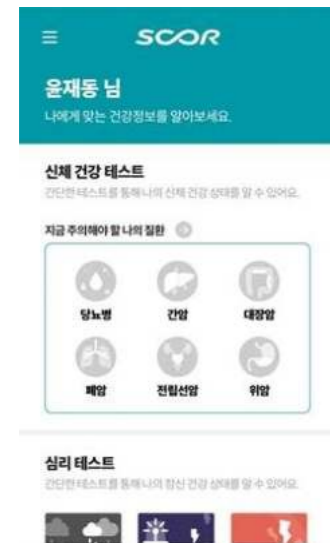 SCOR
윤재동 님
나에게 맞는 건강정보를 알아보세요.
신체 건강 테스트
간단한 테스트를 통해 나의 신체 건강 상태를 알 수 있어요.
지금 주의해야 할 나의 질환
당뇨병 간암 대장암
폐암 전립선암 위암
심리 테스트
간단한 테스트를 통해 나의 정신 건강 상태를 알 수 있어요.